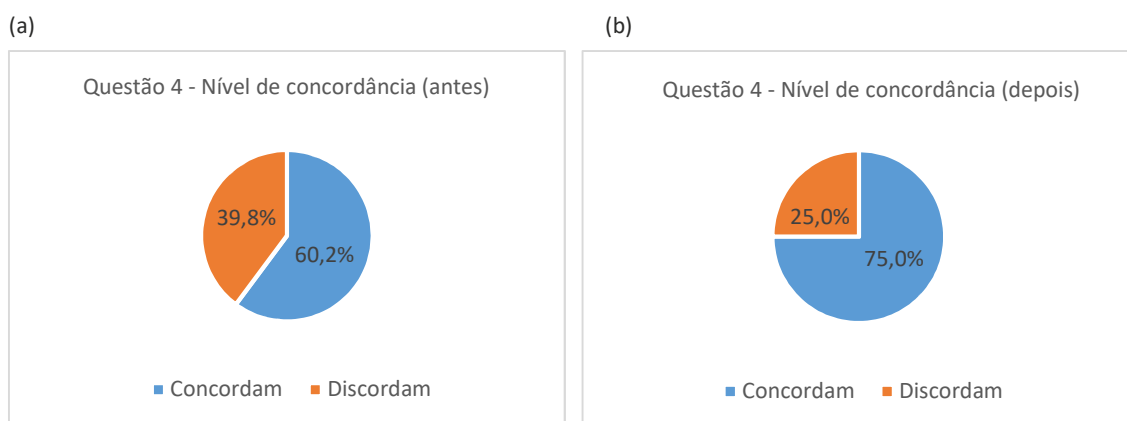 (a)
(b)
Questão 4 - Nível de concordância (antes)
39,8%
60,2%
Concordam
Discordam
Questão 4 - Nível de concordância (depois)
25,0%
75,0%
Concordam
Discordam